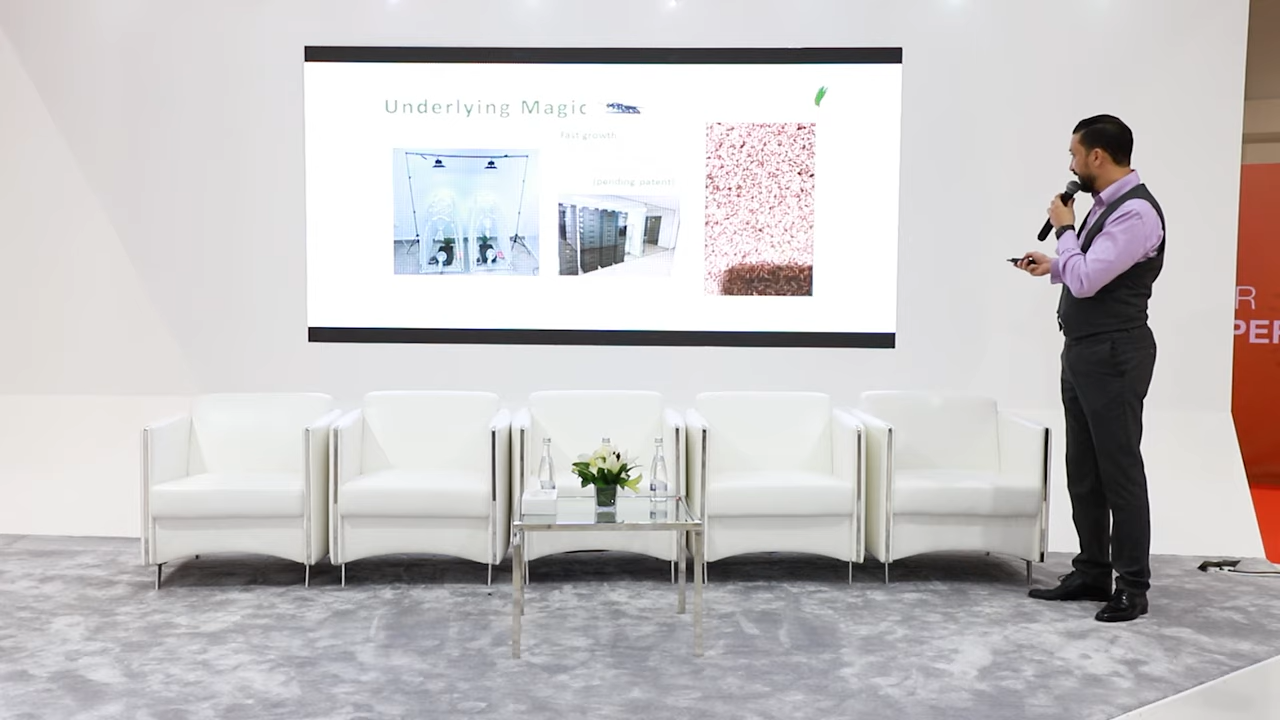 Underlying Magic
Fast growth
(pending patent)
R
PER